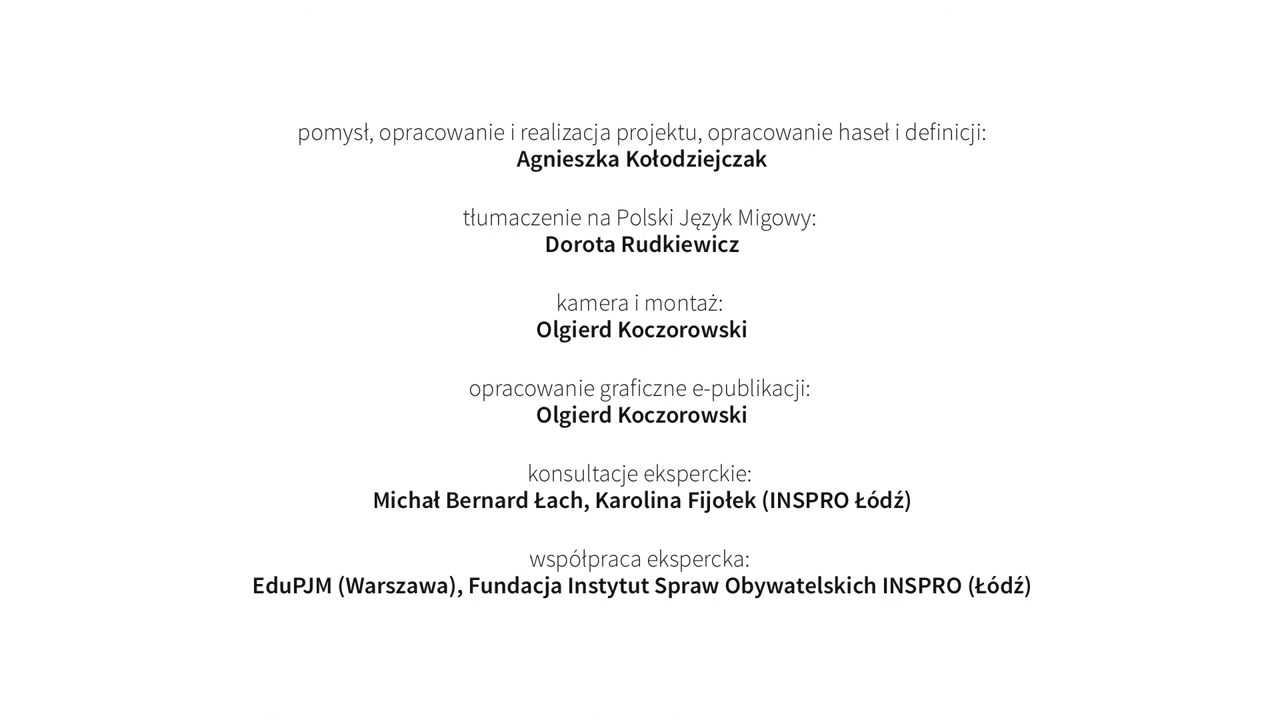 pomysł, opracowanie i realizacja projektu, opracowanie haseł i definicji:
Agnieszka Kołodziejczak
tłumaczenie na Polski Język Migowy:
Dorota Rudkiewicz
kamera i montaż:
Olgierd Koczorowski
opracowanie graficzne e-publikacji:
Olgierd Koczorowski
konsultacje eksperckie:
Michał Bernard Łach, Karolina Fijołek (INSPRO Łódź)
współpraca ekspercka:
EduPJM (Warszawa), Fundacja Instytut Spraw Obywatelskich INSPRO (Łódź)